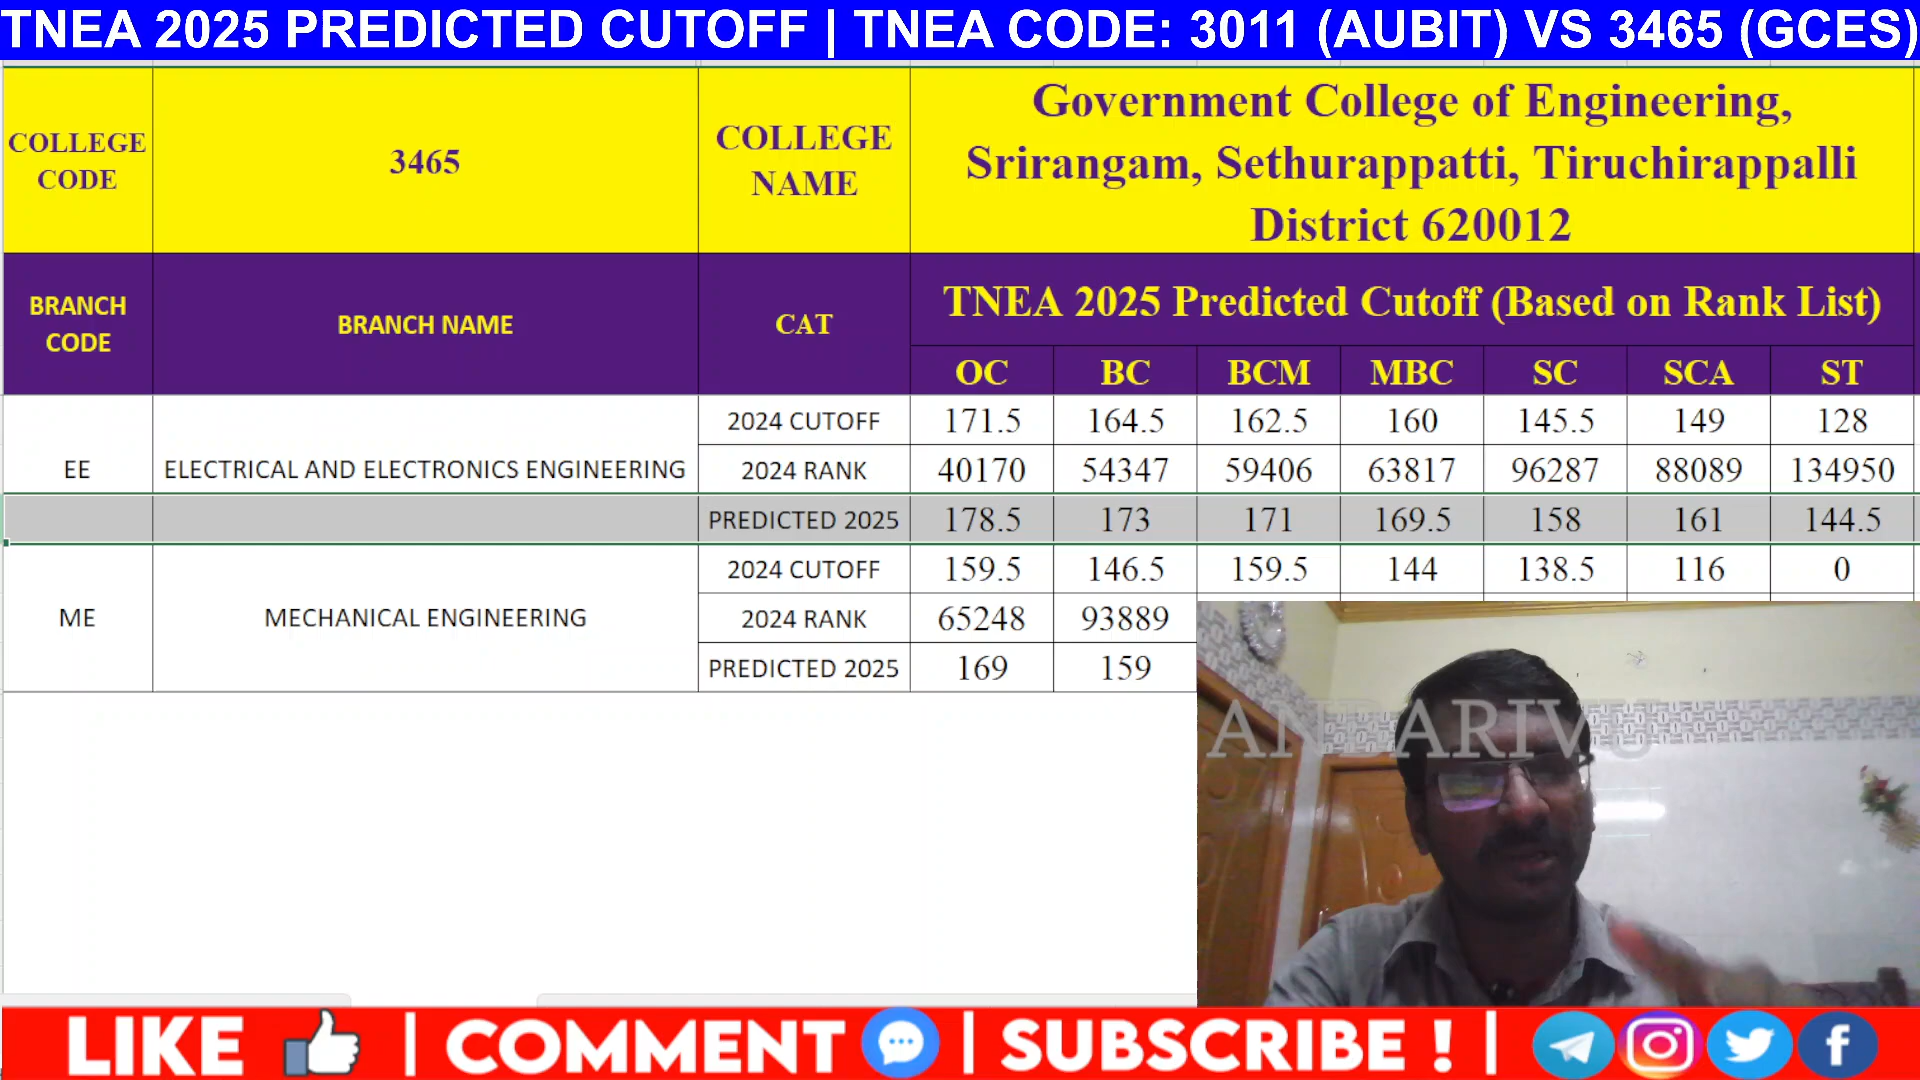 TNEA 2025 PREDICTED CUTOFF | TNEA CODE: 3011 (AUBIT) VS 3465 (GCES)
COLLEGE CODE
3465
COLLEGE NAME
Government College of Engineering,
Srirangam, Sethurappatti, Tiruchirappalli
District 620012
BRANCH CODE
BRANCH NAME
CAT
TNEA 2025 Predicted Cutoff (Based on Rank List)
OC BC BCM MBC SC SCA ST
2024 CUTOFF 171.5 164.5 162.5 160 145.5 149 128
EE ELECTRICAL AND ELECTRONICS ENGINEERING 2024 RANK 40170 54347 59406 63817 96287 88089 134950
PREDICTED 2025 178.5 173 171 169.5 158 161 144.5
2024 CUTOFF 159.5 146.5 159.5 144 138.5 116 0
ME MECHANICAL ENGINEERING 2024 RANK 65248 93889
PREDICTED 2025 169 159
LIKE | COMMENT | SUBSCRIBE ! |